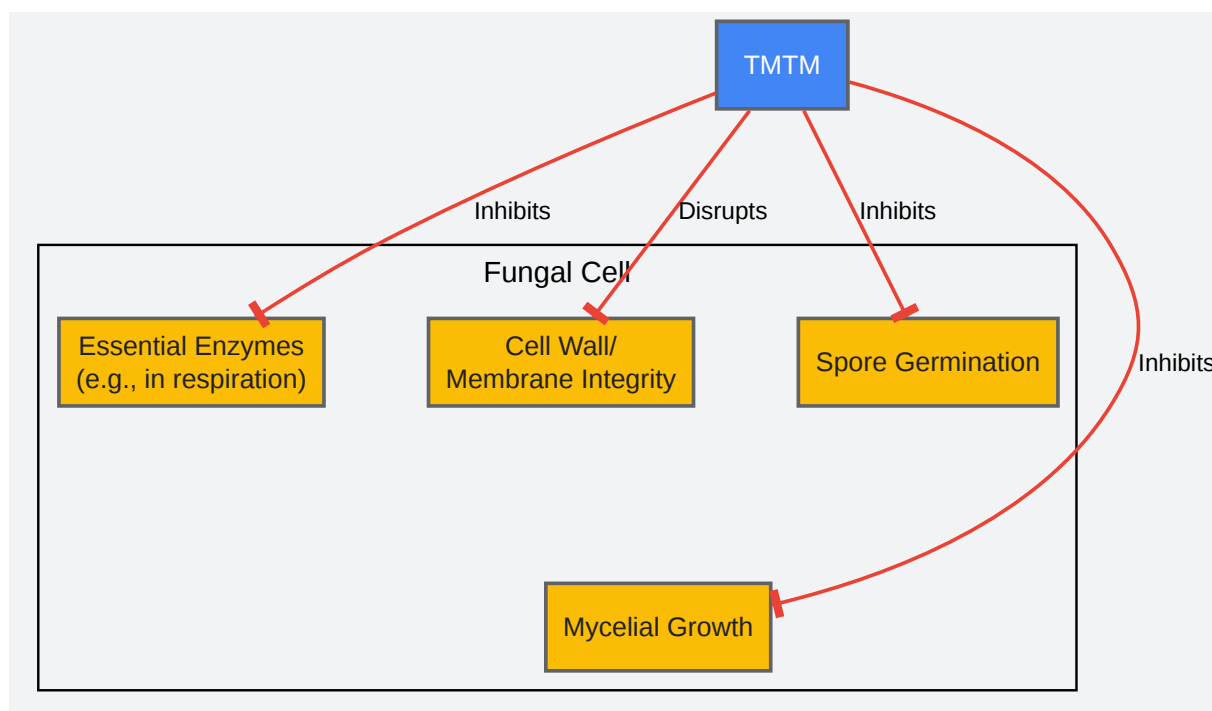 TMTM
Inhibits
Disrupts
Inhibits
Fungal Cell
Essential Enzymes
(e.g., in respiration)
Cell Wall/
Membrane Integrity
Spore Germination
Inhibits
Mycelial Growth